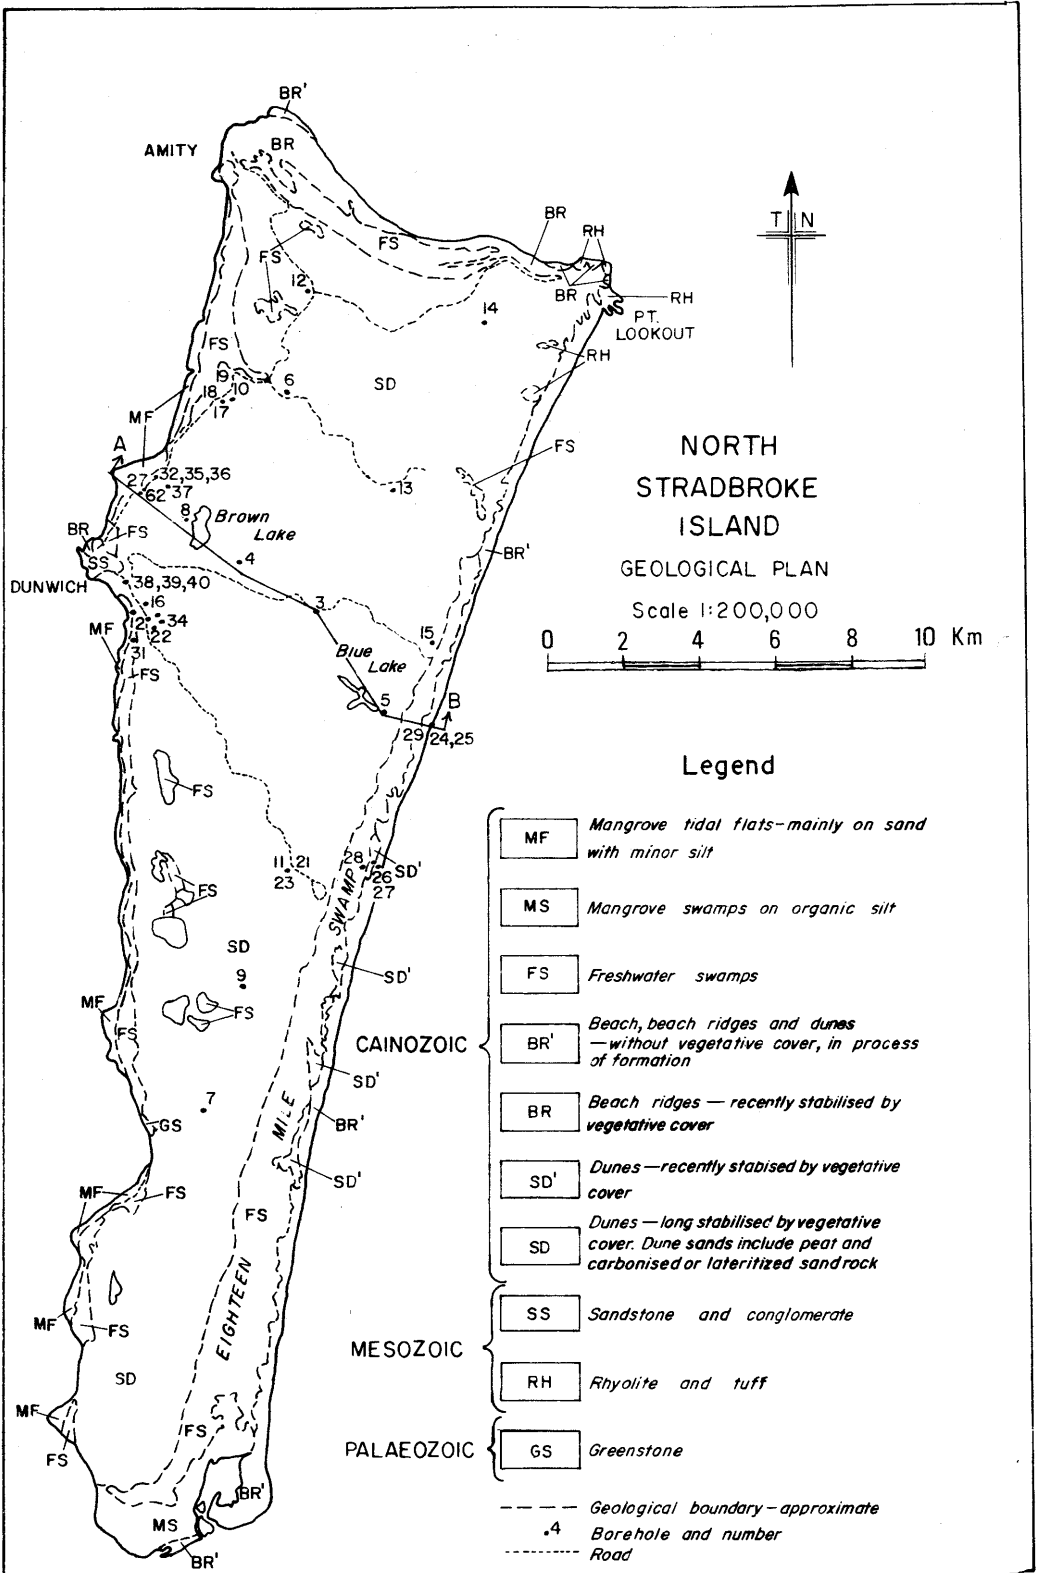 BR'
AMITY
BR
FS
BR
RH
FS
T N
12
BR
RH
14
PT.
LOOKOUT
FS
RH
SD
19
6
18
10
17
MF
A
NORTH
STRADBROKE
ISLAND
GEOLOGICAL PLAN
Scale 1:200,000
0 2 4 6 8 10 Km
FS
27
32,35,36
62
37
13
8
Brown
Lake
BR
FS
BR'
SS
4
DUNWICH
38,39,40
16
3
2
34
MF
22
15
31
Blue
Lake
FS
5
B
29
24,25
Legend
FS
MF
Mangrove tidal flats-mainly on sand
with minor silt
11
21
28
SD'
23
26
27
FS
MS
Mangrove swamps on organic silt
SD
9
SD'
FS
Freshwater swamps
MF
FS
FS
CAINOZOIC
BR'
Beach, beach ridges and dunes
—without vegetative cover, in process
of formation
SD'
7
GS
BR'
BR
Beach ridges — recently stabilised by
vegetative cover
MF
FS
SD'
SD'
Dunes —recently stabised by vegetative
cover
FS
EIGHTEEN MILE SWAMP
SD
Dunes —long stabilised by vegetative
cover. Dune sands include peat and
carbonised or lateritized sandrock
MF
FS
MESOZOIC
SS
Sandstone and conglomerate
SD
RH
Rhyolite and tuff
MF
FS
FS
PALAEOZOIC
GS
Greenstone
BR'
MS
BR'
Geological boundary-approximate
4
Borehole and number
Road